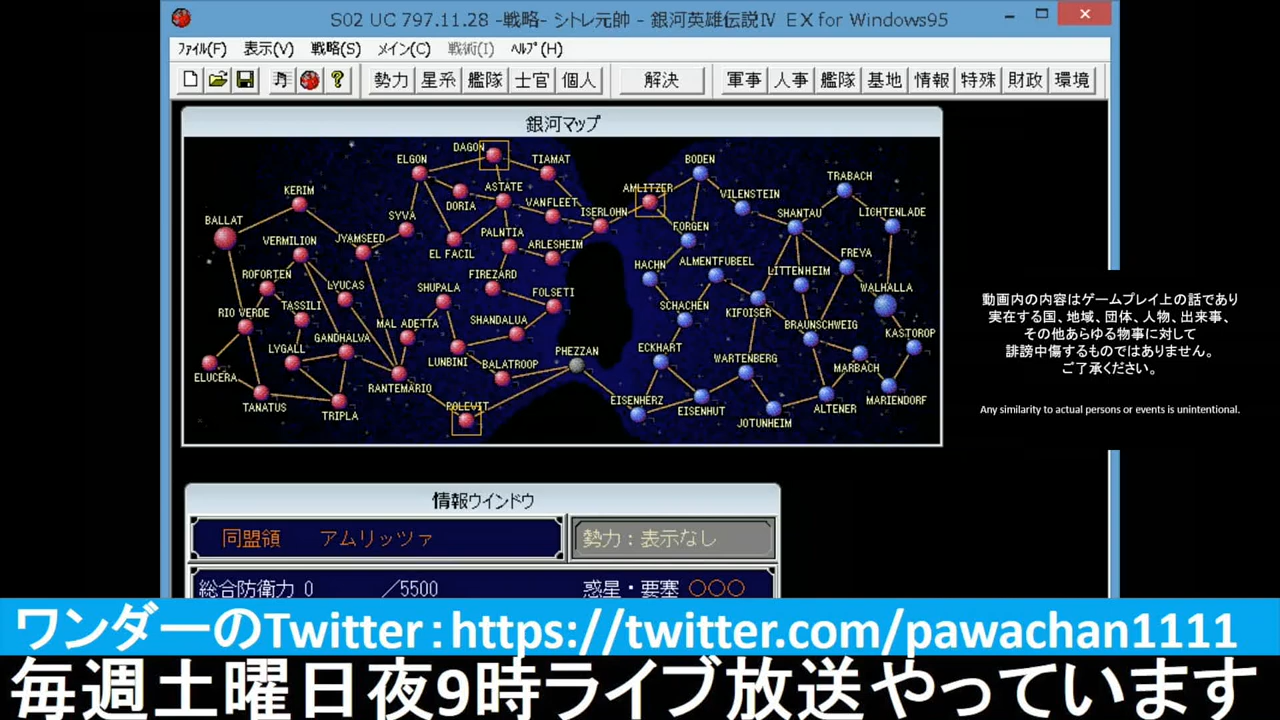 S02 UC 797.11.28 -戦略- シトレ元帥 - 銀河英雄伝説Ⅳ EX for Windows95
ﾌｧｲﾙ(F) 表示(V) 戦略(S) メイン(C) 戦術(I) ﾍﾙﾌﾟ(H)
勢力 星系 艦隊 士官 個人 解決 軍事 人事 艦隊 基地 情報 特殊 財政 環境
銀河マップ
DAGON
ELGON
TIAMAT
BODEN
AMLITZER
TRABACH
KERIM
ASTATE
VILENSTEIN
DORIA
VANFLEET
ISERLOHN
SHANTAU
LICHTENLADE
BALLAT
SYVA
VERMILION
JYAMSEED
PALNTIA
FORGEN
EL FACIL
ARLESHEIM
FREYA
HACHN
ALMENTFUBEEL
LITTENHEIM
ROFORTEN
FIREZARD
LYUCAS
SHUPALA
FOLSETI
WALHALLA
TASSILI
SCHACHEN
KIFOISER
RIO VERDE
MAL ADETTA
SHANDALUA
BRAUNSCHWEIG
KASTOROP
GANDHALVA
LYGALL
LUNBINI
BALATROOP
PHEZZAN
ECKHART
WARTENBERG
MARBACH
ELUCERA
RANTEMARIO
TANATUS
TRIPLA
POLEVIT
EISENHERZ
EISENHUT
JOTUNHEIM
ALTENER
MARIENDORF
動画内の内容はゲームプレイ上の話であり
実在する国、地域、団体、人物、出来事、
その他あらゆる物事に対して
誹謗中傷するものではありません。
ご了承ください。
Any similarity to actual persons or events is unintentional.
情報ウインドウ
同盟領 アムリッツァ
勢力：表示なし
総合防衛力 0 ／5500 惑星・要塞 ○○○
ワンダーのTwitter：https://twitter.com/pawachan1111
毎週土曜日夜9時ライブ放送やっています